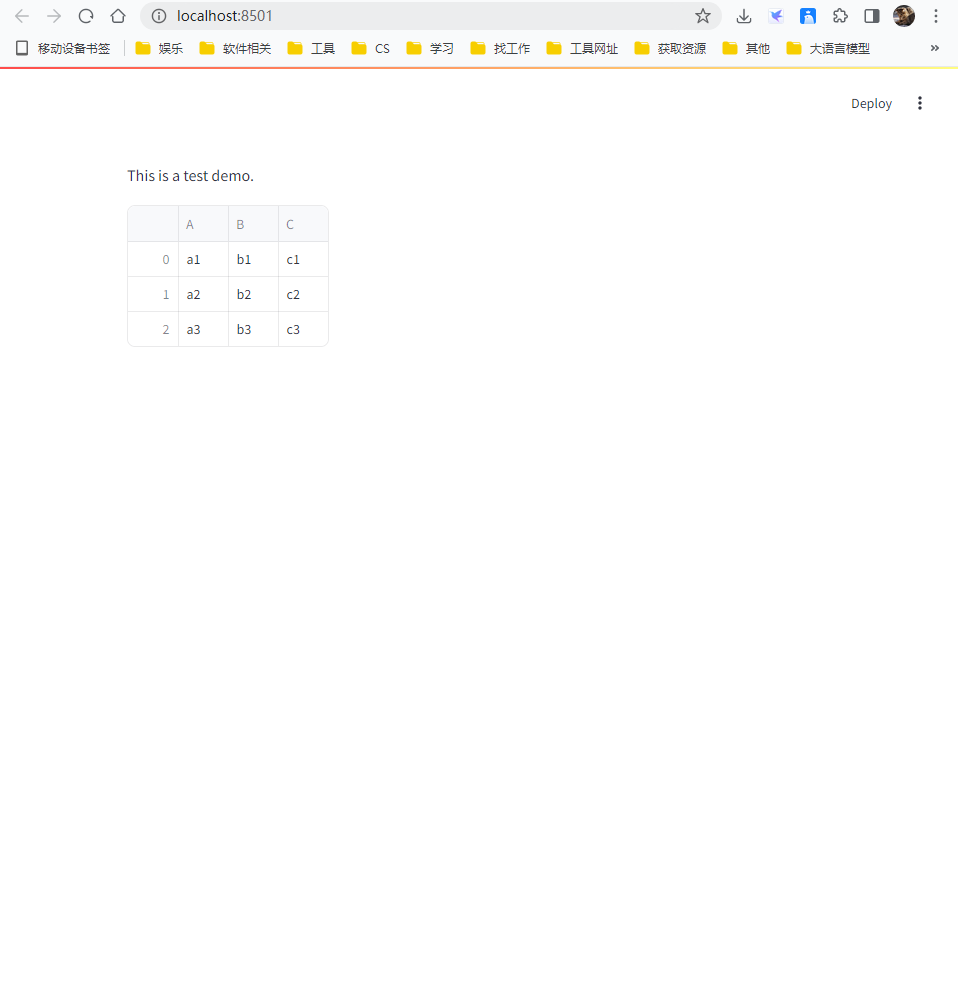 localhost:8501
移动设备书签 娱乐 软件相关 工具 CS 学习 找工作 工具网址 获取资源 其他 大语言模型 »
Deploy
This is a test demo.
A B C
0 a1 b1 c1
1 a2 b2 c2
2 a3 b3 c3